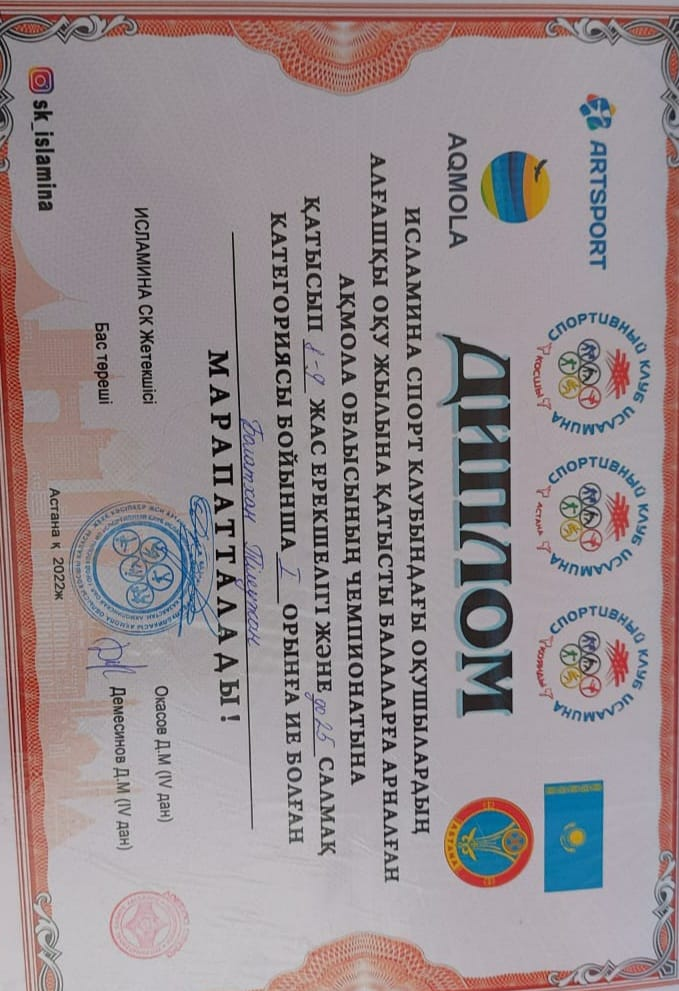 ARTSPORT
СПОРТИВНЫЙ КЛУБ ИСЛАМИНА
КОСШЫ
СПОРТИВНЫЙ КЛУБ ИСЛАМИНА
АСТАНА
СПОРТИВНЫЙ КЛУБ ИСЛАМИНА
AQMOLA
ДИПЛОМ
ASTANA
ИСЛАМИНА СПОРТ КЛУБЫНДАҒЫ ОҚУШЫЛАРДЫҢ
АЛҒАШҚЫ ОҚУ ЖЫЛЫНА ҚАТЫСТЫ БАЛАЛАРҒА АРНАЛҒАН
АҚМОЛА ОБЛЫСЫНЫҢ ЧЕМПИОНАТЫНА
ҚАТЫСЫП 8-9 ЖАС ЕРЕКШЕЛІГІ ЖӘНЕ до 25 САЛМАҚ
КАТЕГОРИЯСЫ БОЙЫНША I ОРЫНҒА ИЕ БОЛҒАН
МАРАПАТТАЛАДЫ!
ИСЛАМИНА СК Жетекшісі Окасов Д.М (IV дан)
Бас төреші Демесинов Д.М (IV дан)
Астана қ 2022ж
sk_islamina